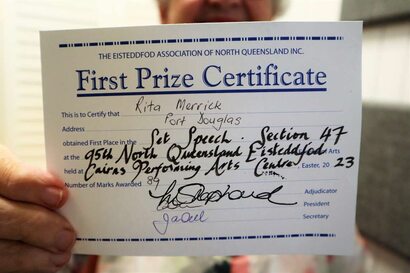 THE EISTEDDFOD ASSOCIATION OF NORTH QUEENSLAND INC.
First Prize Certificate
This is to Certify that Rita Merrick
Address Port Douglas
obtained First Place in the Set Speech. Section 47
at the 95th North Queensland Eisteddfod Arts
held at Cairns Performing Arts Centre Easter, 20 23
Number of Marks Awarded 89
Adjudicator
President
Secretary